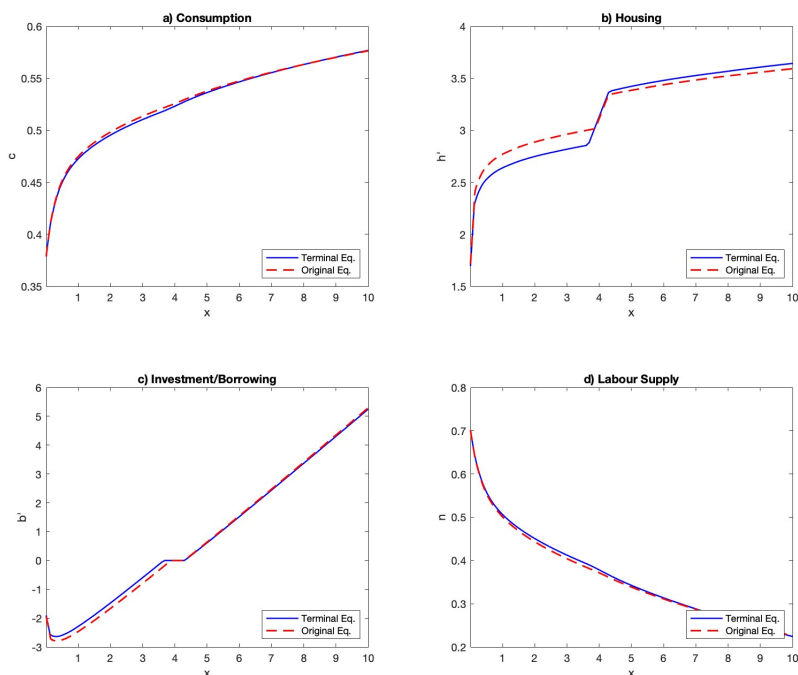 a) Consumption
0.6
0.55
0.5
0.45
0.4
0.35
c
1 2 3 4 5 6 7 8 9 10
x
Terminal Eq.
Original Eq.
b) Housing
4
3.5
3
2.5
2
1.5
h'
1 2 3 4 5 6 7 8 9 10
x
Terminal Eq.
Original Eq.
c) Investment/Borrowing
6
5
4
3
2
1
0
-1
-2
-3
b'
1 2 3 4 5 6 7 8 9 10
x
Terminal Eq.
Original Eq.
d) Labour Supply
0.8
0.7
0.6
0.5
0.4
0.3
0.2
n
1 2 3 4 5 6 7 8 9 10
x
Terminal Eq.
Original Eq.